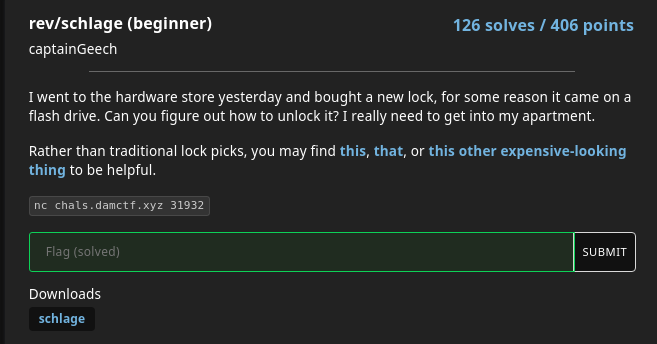 rev/schlage (beginner)
126 solves / 406 points
captainGeech
I went to the hardware store yesterday and bought a new lock, for some reason it came on a
flash drive. Can you figure out how to unlock it? I really need to get into my apartment.
Rather than traditional lock picks, you may find this, that, or this other expensive-looking
thing to be helpful.
nc chals.damctf.xyz 31932
Flag (solved)
SUBMIT
Downloads
schlage